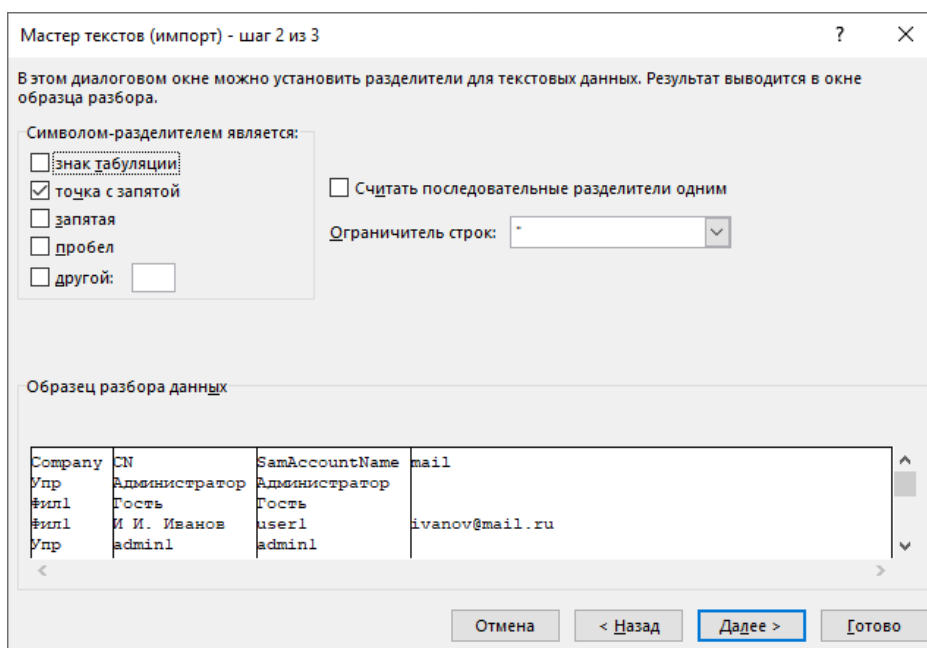 Мастер текстов (импорт) - шаг 2 из 3 ?
В этом диалоговом окне можно установить разделители для текстовых данных. Результат выводится в окне
образца разбора.
Символом-разделителем является:
знак табуляции
точка с запятой
запятая
пробел
другой:
Считать последовательные разделители одним
Ограничитель строк: "
Образец разбора данных
Company CN SamAccountName mail
Упр Администратор Администратор
Фил1 Гость Гость
Фил1 И И. Иванов user1 ivanov@mail.ru
Упр admin1 admin1
Отмена < Назад Далее > Готово